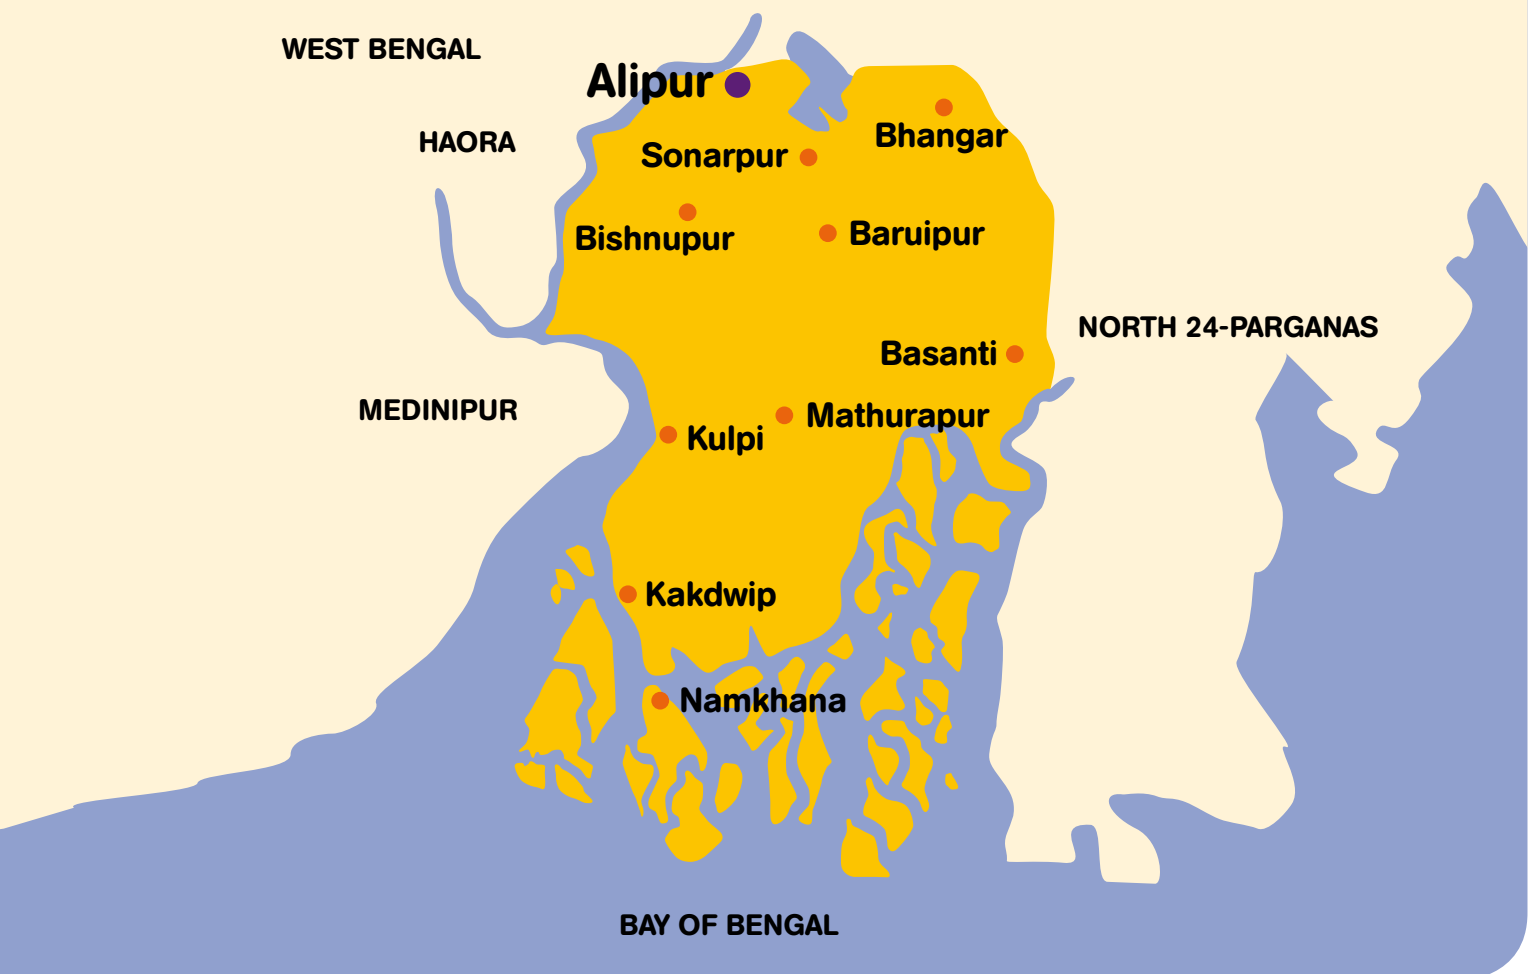 WEST BENGAL
Alipur
Bhangar
HAORA
Sonarpur
Bishnupur
Baruipur
NORTH 24-PARGANAS
Basanti
MEDINIPUR
Mathurapur
Kulpi
Kakdwip
Namkhana
BAY OF BENGAL